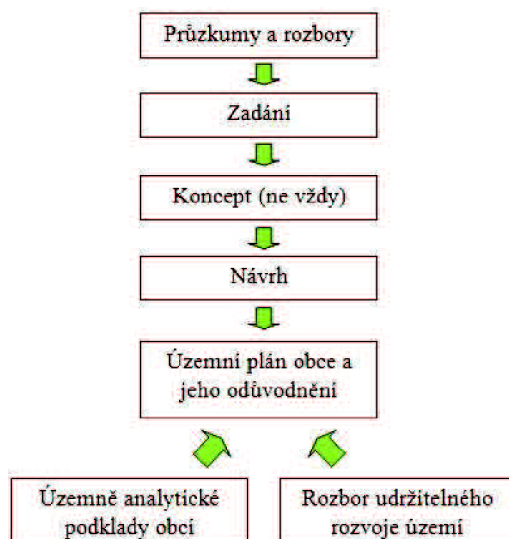 Průzkumy a rozbory
Zadání
Koncept (ne vždy)
Návrh
Územní plán obce a
jeho odůvodnění
Územně analytické
podklady obcí
Rozbor udržitelného
rozvoje území